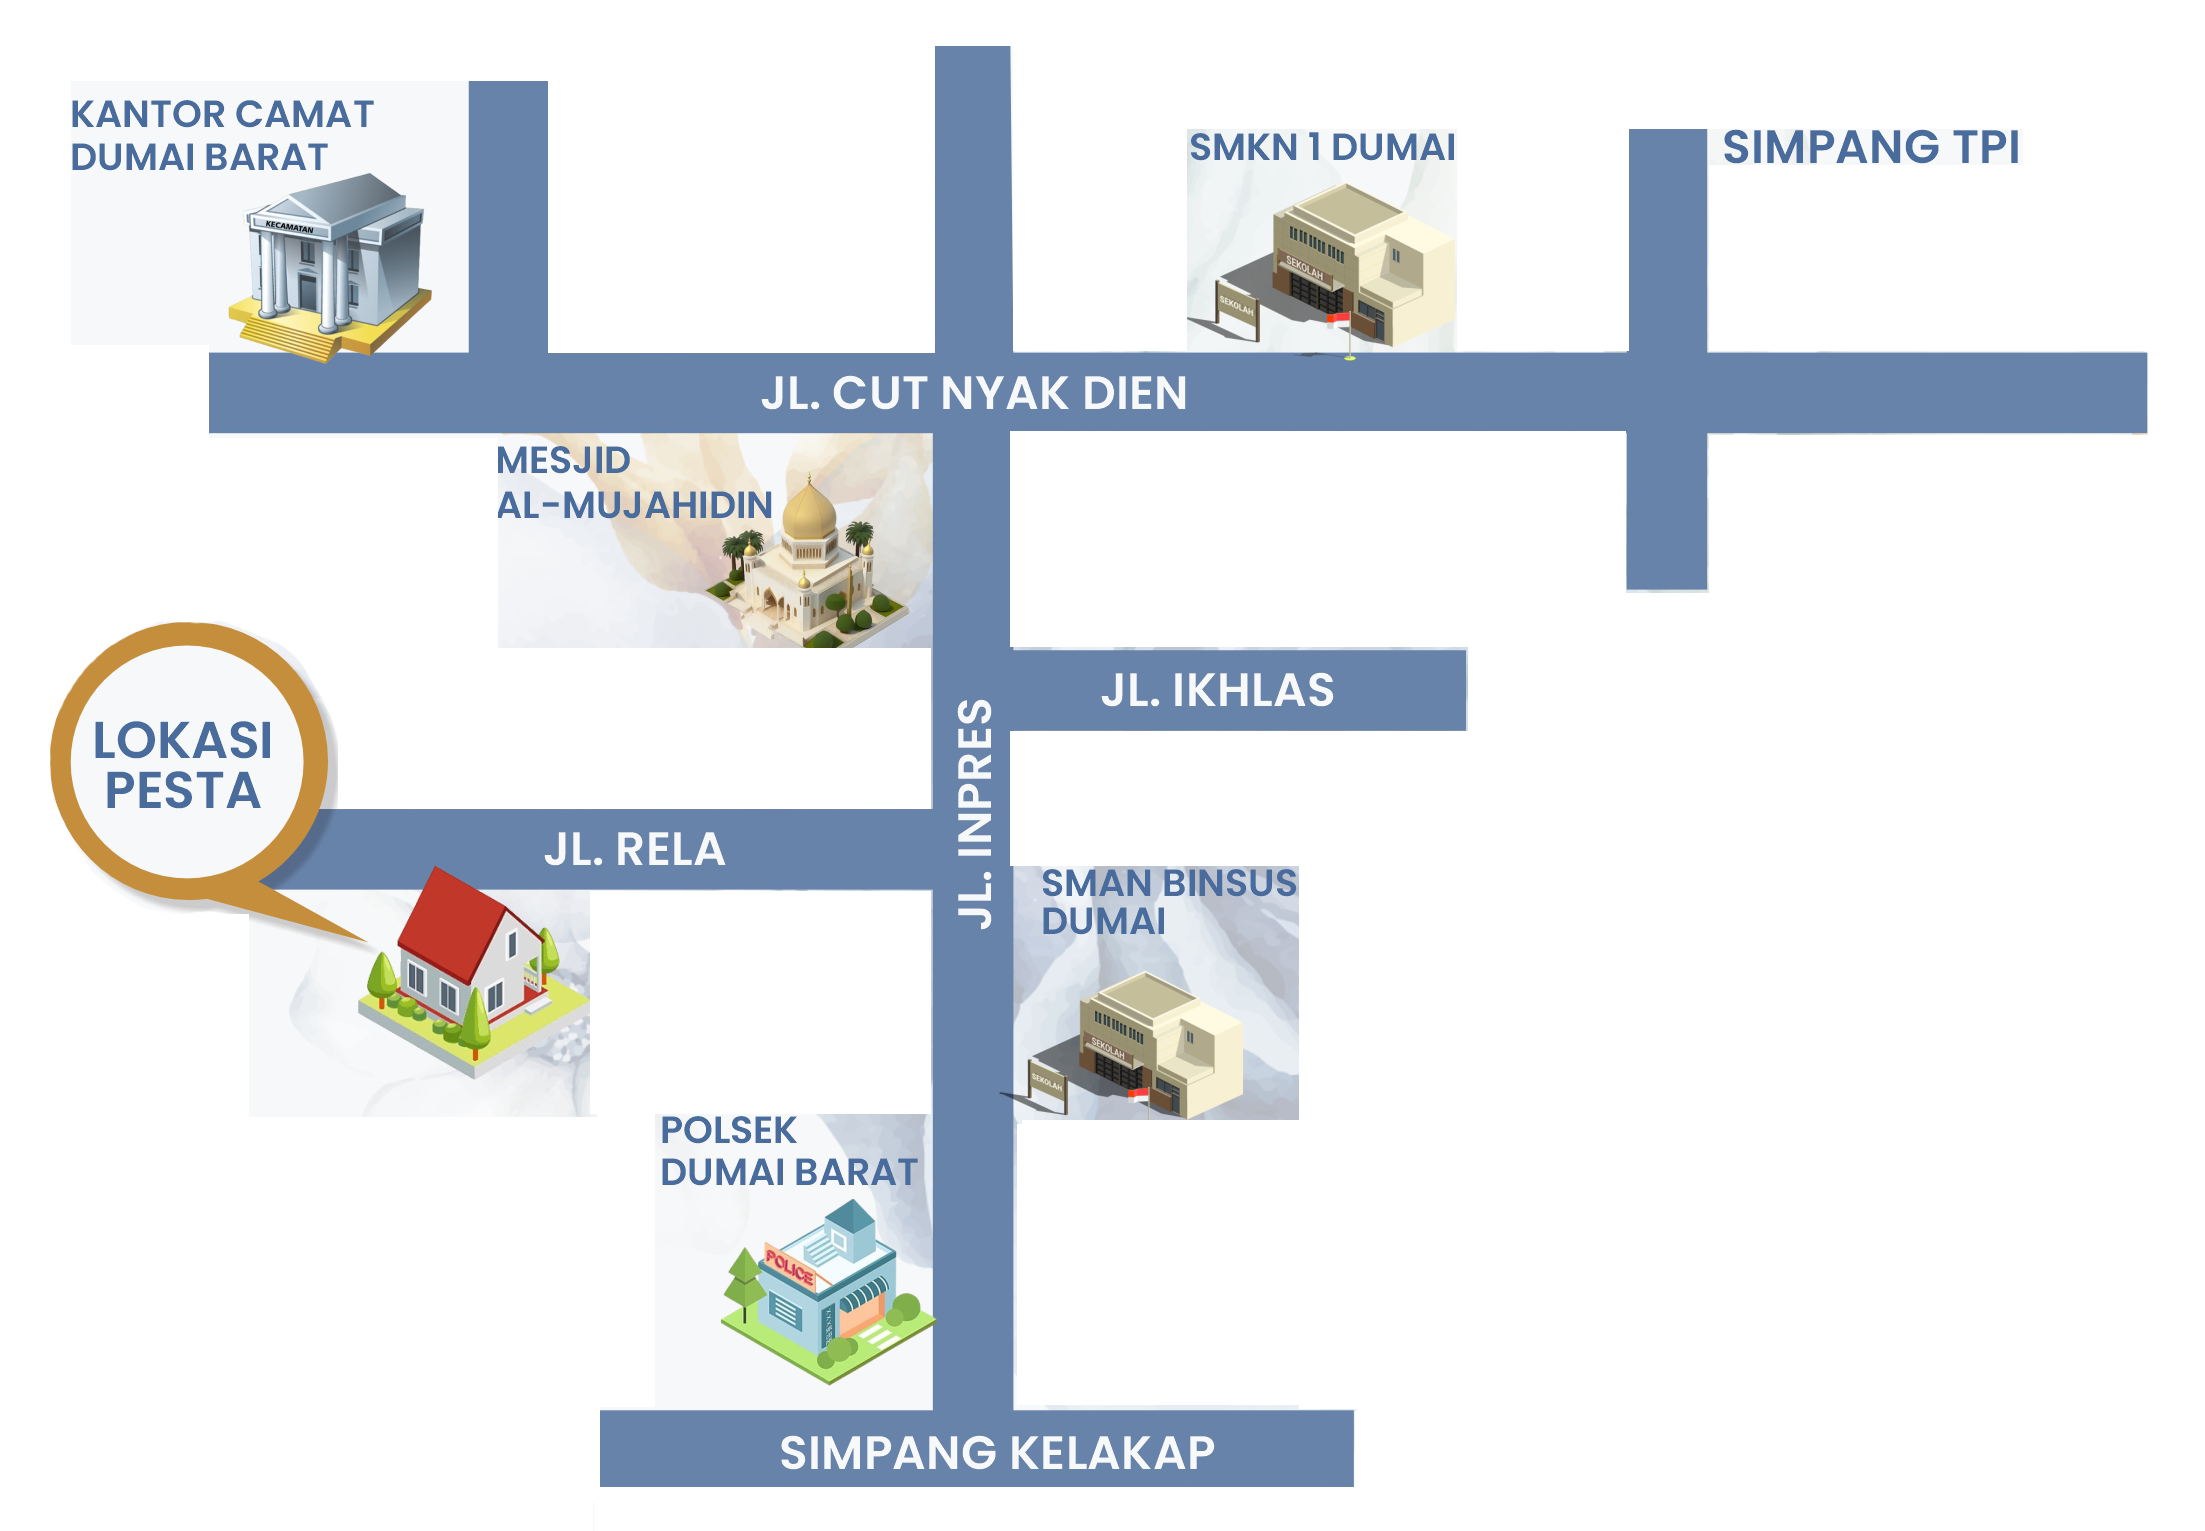 KANTOR CAMAT
DUMAI BARAT
KECAMATAN
SMKN 1 DUMAI
SEKOLAH
SEKOLAH
SIMPANG TPI
JL. CUT NYAK DIEN
MESJID
AL-MUJAHIDIN
JL. IKHLAS
LOKASI
PESTA
JL. INPRES
JL. RELA
SMAN BINSUS
DUMAI
SEKOLAH
SEKOLAH
POLSEK
DUMAI BARAT
POLICE
SIMPANG KELAKAP